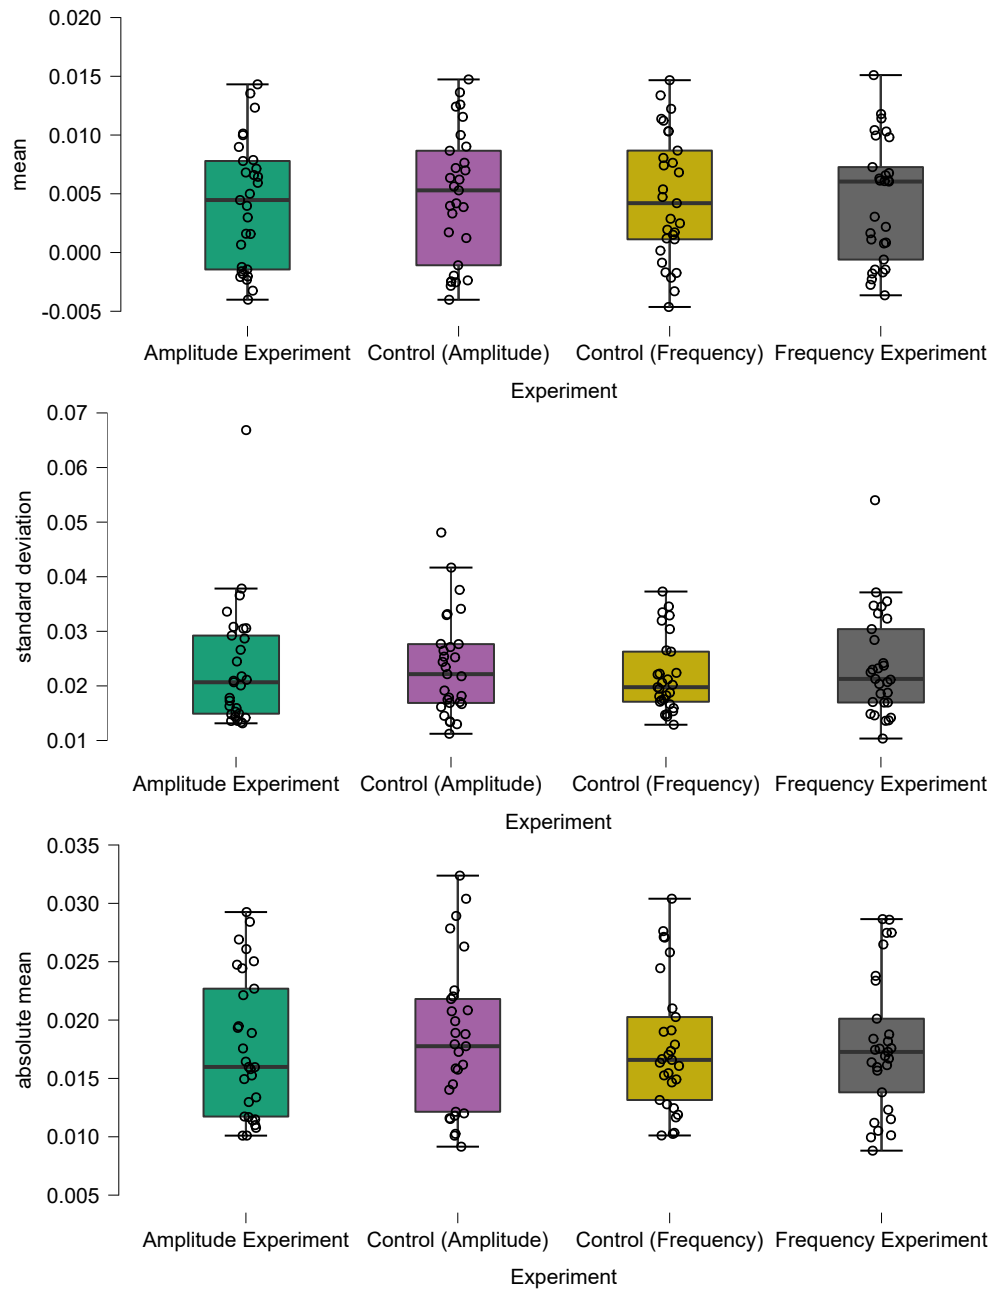 0.020
0.015
0.010
0.005
0.000
-0.005
mean
Amplitude Experiment Control (Amplitude) Control (Frequency) Frequency Experiment
Experiment
0.07
0.06
0.05
0.04
0.03
0.02
0.01
standard deviation
Amplitude Experiment Control (Amplitude) Control (Frequency) Frequency Experiment
Experiment
0.035
0.030
0.025
0.020
0.015
0.010
0.005
absolute mean
Amplitude Experiment Control (Amplitude) Control (Frequency) Frequency Experiment
Experiment